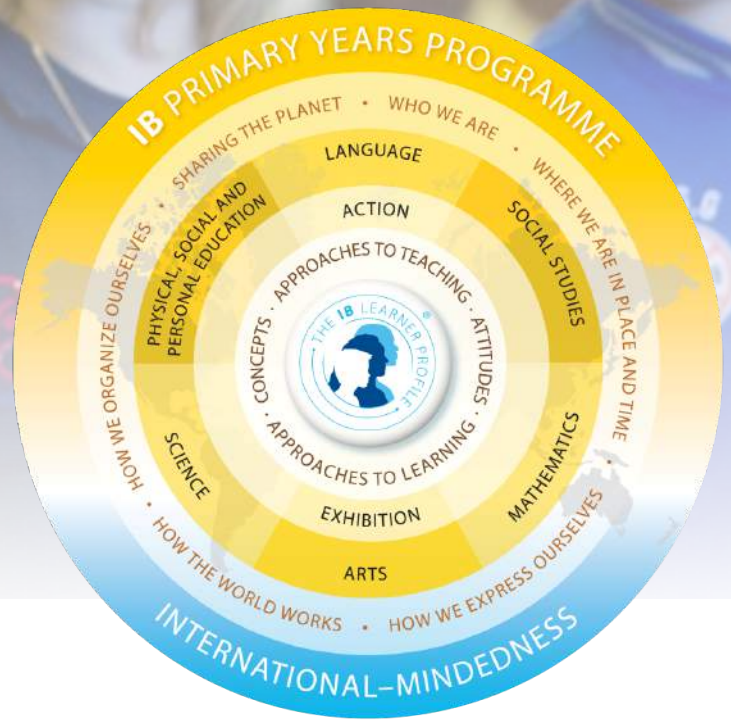 IB PRIMARY YEARS PROGRAMME
SHARING THE PLANET • WHO WE ARE • WHERE WE ARE IN PLACE AND TIME • HOW WE EXPRESS OURSELVES • HOW THE WORLD WORKS • HOW WE ORGANIZE OURSELVES •
LANGUAGE
SOCIAL STUDIES
MATHEMATICS
ARTS
SCIENCE
PHYSICAL, SOCIAL AND
PERSONAL EDUCATION
ACTION
EXHIBITION
APPROACHES TO TEACHING · ATTITUDES · APPROACHES TO LEARNING · CONCEPTS ·
THE IB LEARNER PROFILE ®
INTERNATIONAL–MINDEDNESS